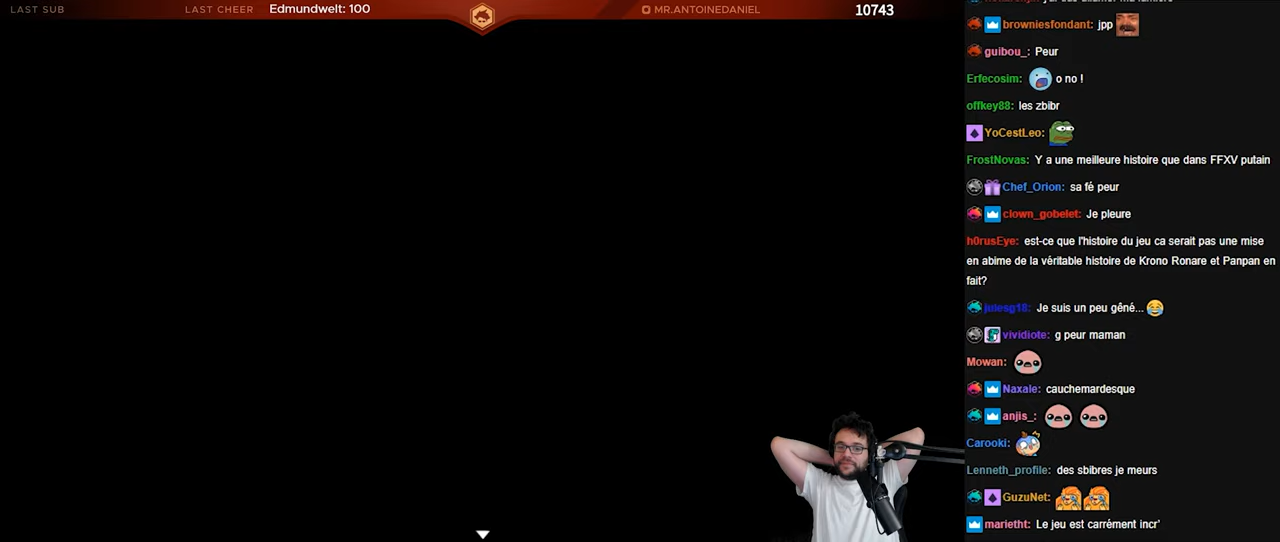 LAST SUB LAST CHEER Edmundwelt: 100 MR.ANTOINEDANIEL 10743
browniesfondant: jpp
guibou_: Peur
Erfecosim: o no !
offkey88: les zbibr
YoCestLeo:
FrostNovas: Y a une meilleure histoire que dans FFXV putain
Chef_Orion: sa fé peur
clown_gobelet: Je pleure
h0rusEye: est-ce que l'histoire du jeu ca serait pas une mise
en abime de la véritable histoire de Krono Ronare et Panpan en
fait?
julesg18: Je suis un peu gêné...
vividiote: g peur maman
Mowan:
Naxale: cauchemardesque
anjis_:
Carooki:
Lenneth_profile: des sbibres je meurs
GuzuNet:
marietht: Le jeu est carrément incr'